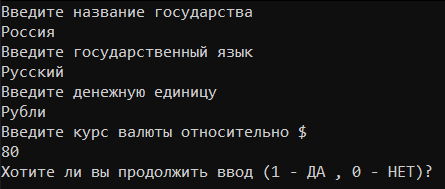 Введите название государства
Россия
Введите государственный язык
Русский
Введите денежную единицу
Рубли
Введите курс валюты относительно $
80
Хотите ли вы продолжить ввод (1 - ДА , 0 - НЕТ)?